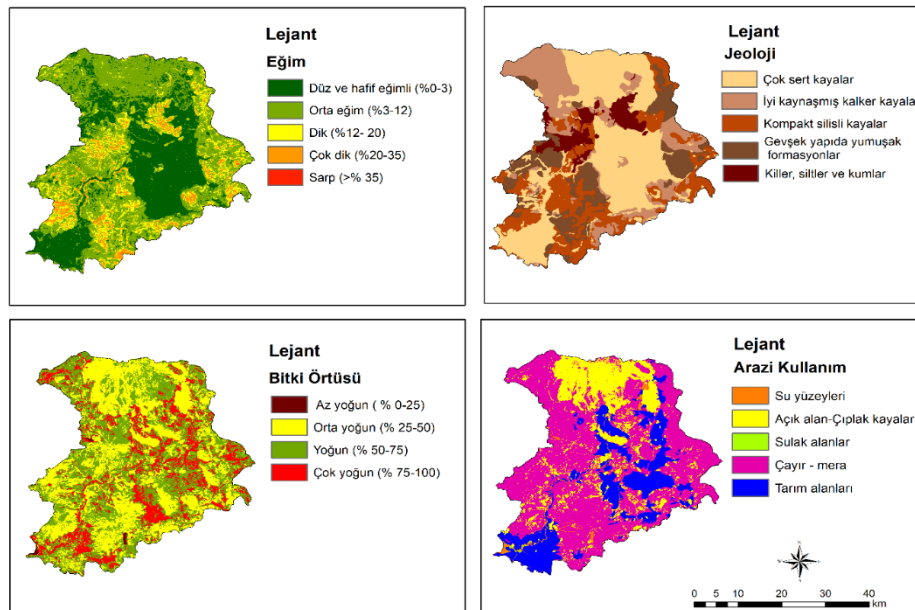 Lejant
Eğim
Düz ve hafif eğimli (%0-3)
Orta eğim (%3-12)
Dik (%12- 20)
Çok dik (%20-35)
Sarp (>% 35)
Lejant
Jeoloji
Çok sert kayalar
İyi kaynaşmış kalker kayalar
Kompakt silisli kayalar
Gevşek yapıda yumuşak
formasyonlar
Killer, siltler ve kumlar
Lejant
Bitki Örtüsü
Az yoğun ( % 0-25)
Orta yoğun (% 25-50)
Yoğun (% 50-75)
Çok yoğun (% 75-100)
Lejant
Arazi Kullanım
Su yüzeyleri
Açık alan-Çıplak kayalar
Sulak alanlar
Çayır - mera
Tarım alanları
0 5 10 20 30 40
km